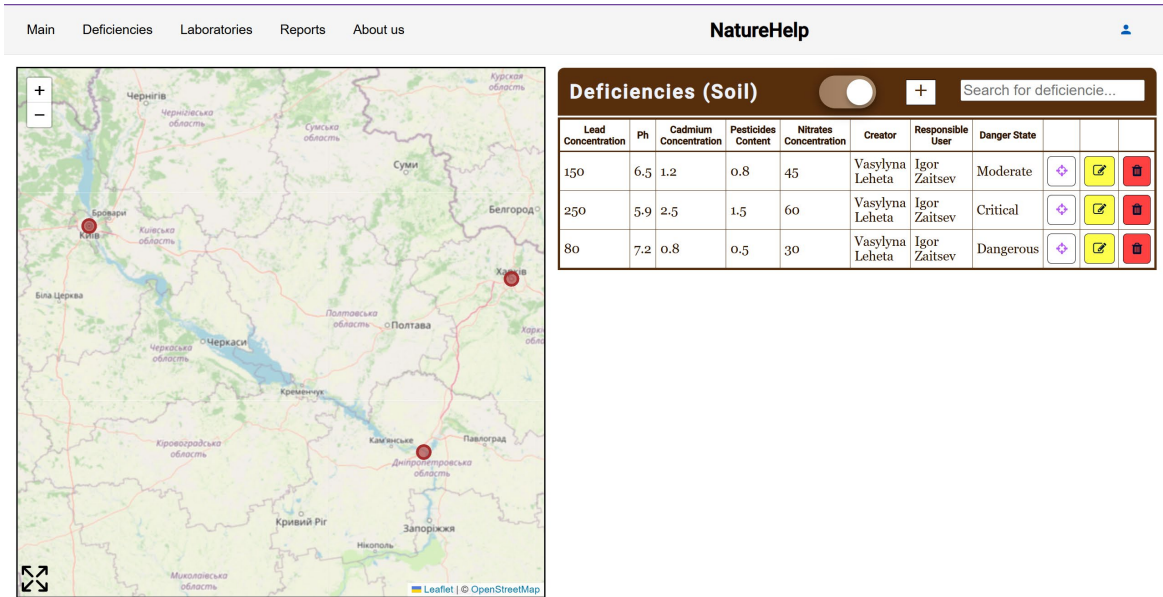 Main Deficiencies Laboratories Reports About us NatureHelp
+
−
Курская
область
Чернігів
Чернігівська
область
Сумська
область
Суми
Белгород
Бровари
Київ
Київська
область
Харків
Біла Церква
Полтавська
область
Полтава
Черкаси
Черкаська
область
Кременчук
Кам'янське
Павлоград
Кіровоградська
область
Дніпропетровська
область
Кривий Ріг
Запоріжжя
Нікополь
Миколаївська
область
Leaflet | © OpenStreetMap
Deficiencies (Soil) + Search for deficiencie...
Lead Concentration Ph Cadmium Concentration Pesticides Content Nitrates Concentration Creator Responsible User Danger State
150 6.5 1.2 0.8 45 Vasylyna Leheta Igor Zaitsev Moderate
250 5.9 2.5 1.5 60 Vasylyna Leheta Igor Zaitsev Critical
80 7.2 0.8 0.5 30 Vasylyna Leheta Igor Zaitsev Dangerous